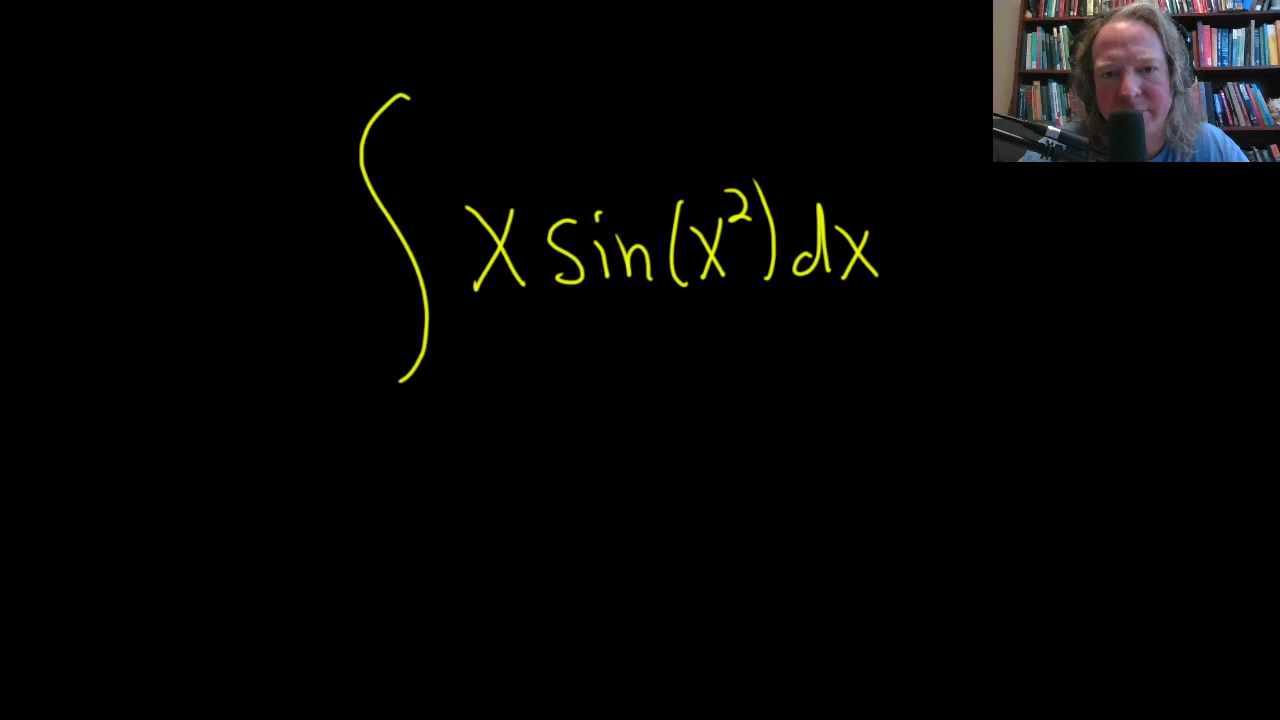 ∫ x sin(x²) dx